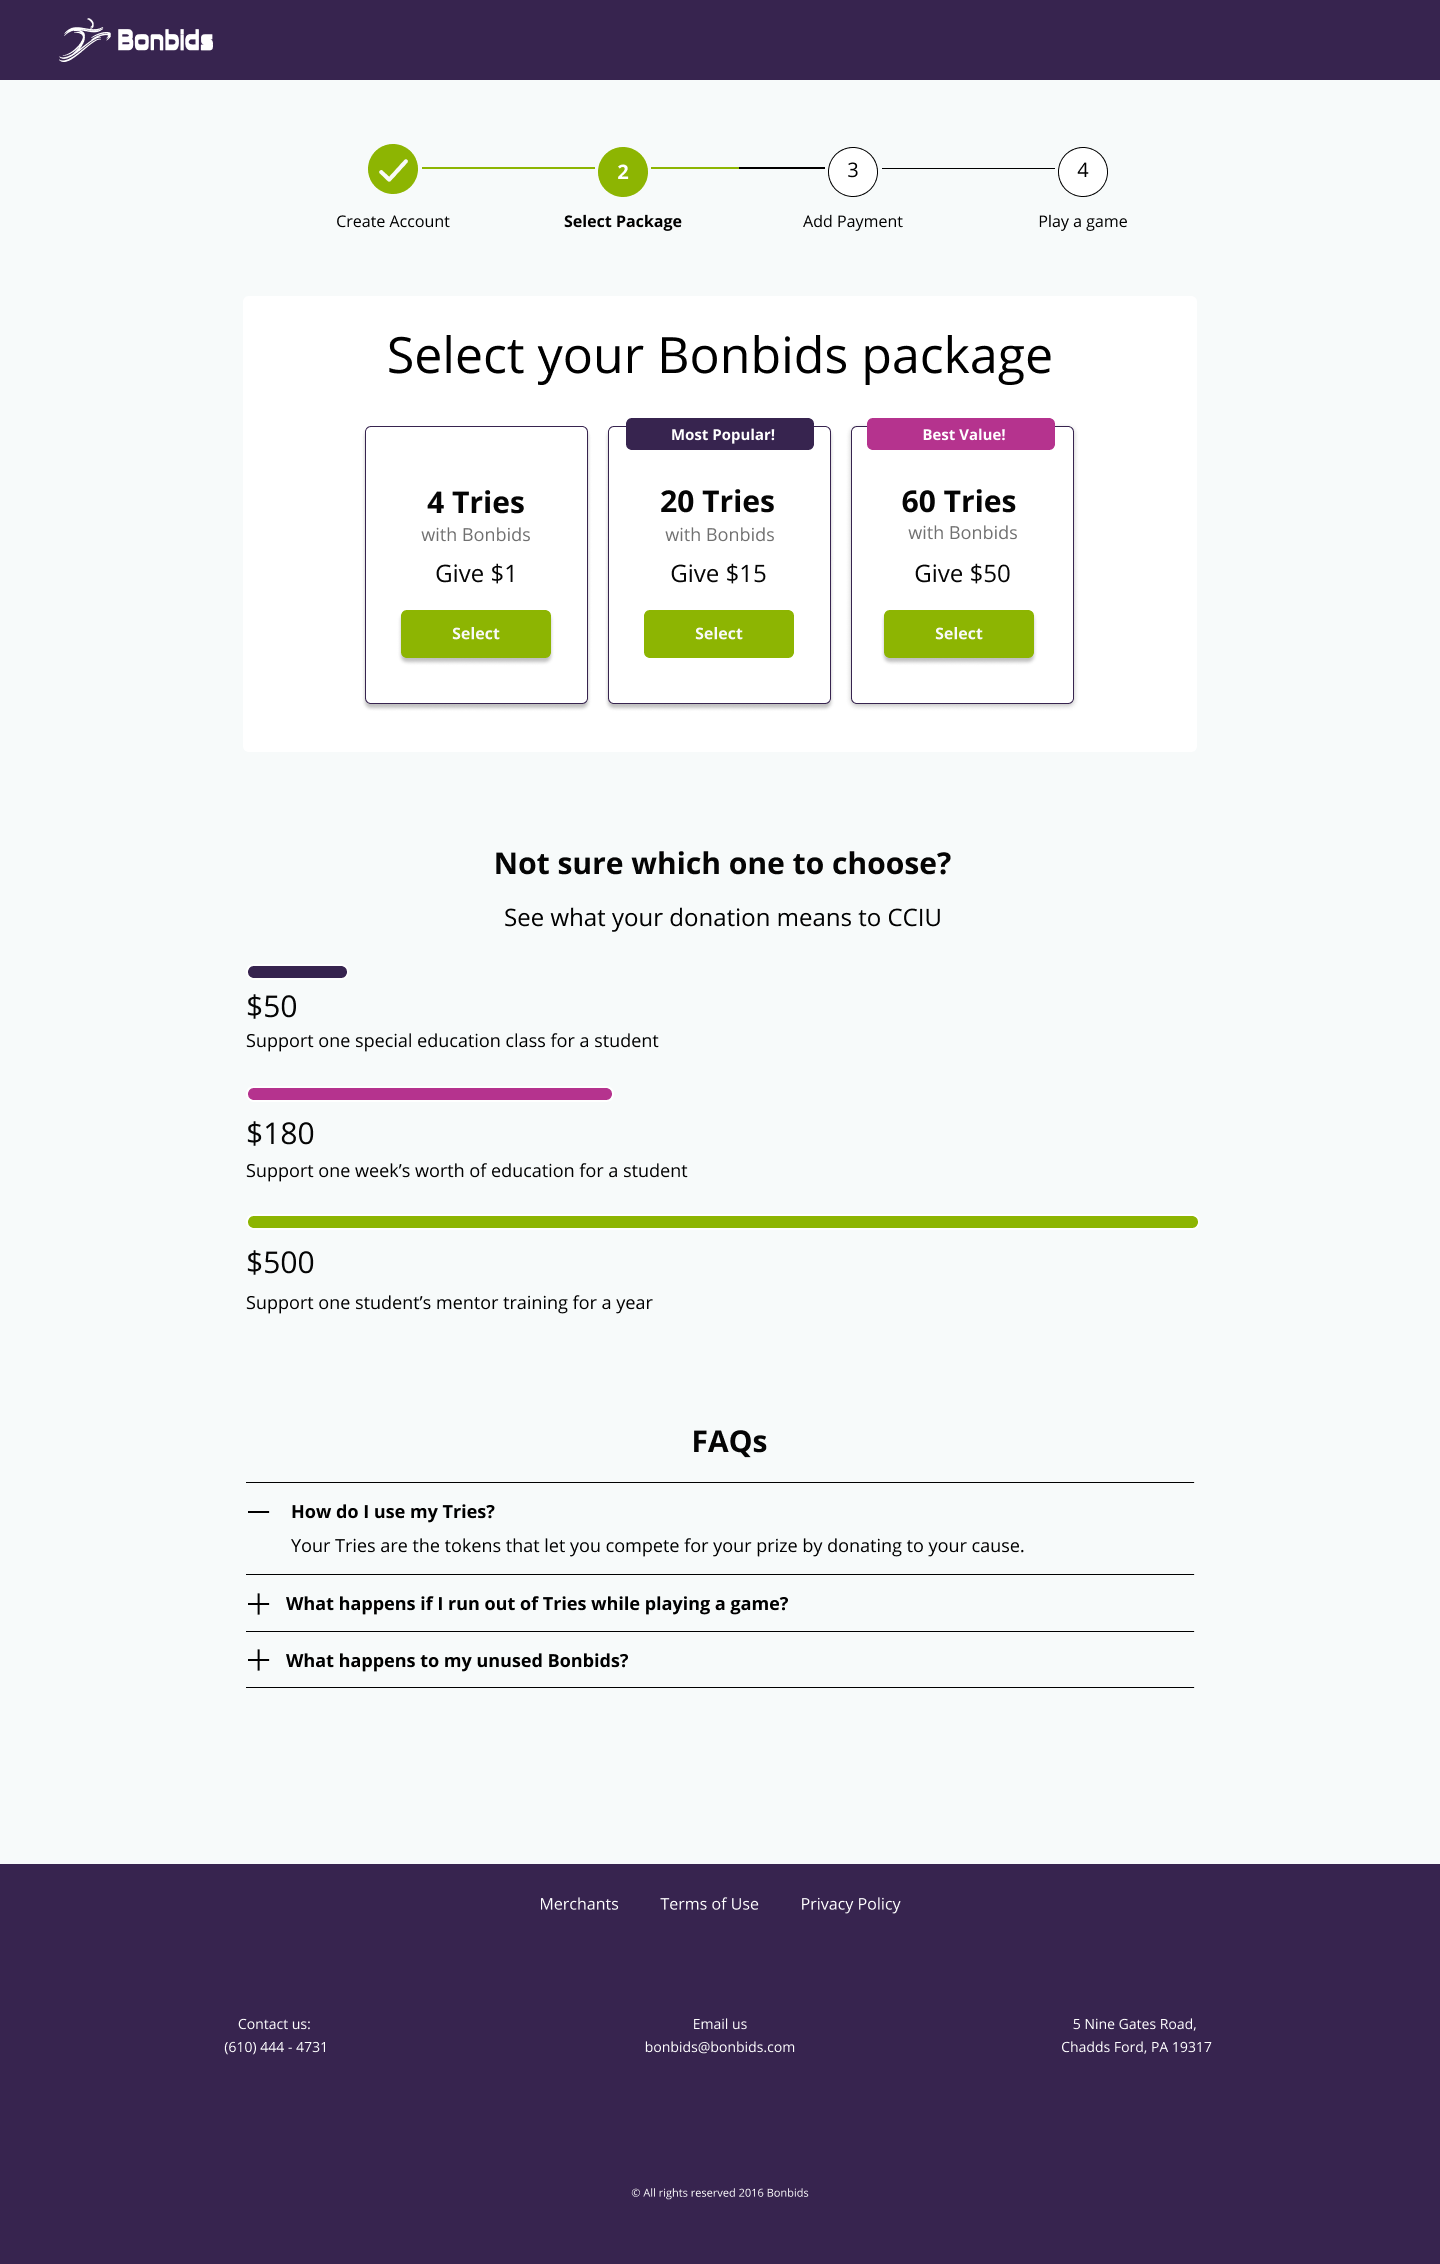 Bonbids
2 3 4
Create Account Select Package Add Payment Play a game
Select your Bonbids package
4 Tries
with Bonbids
Give $1
Select
Most Popular!
20 Tries
with Bonbids
Give $15
Select
Best Value!
60 Tries
with Bonbids
Give $50
Select
Not sure which one to choose?
See what your donation means to CCIU
$50
Support one special education class for a student
$180
Support one week’s worth of education for a student
$500
Support one student’s mentor training for a year
FAQs
How do I use my Tries?
Your Tries are the tokens that let you compete for your prize by donating to your cause.
What happens if I run out of Tries while playing a game?
What happens to my unused Bonbids?
Merchants Terms of Use Privacy Policy
Contact us:
(610) 444 - 4731
Email us
bonbids@bonbids.com
5 Nine Gates Road,
Chadds Ford, PA 19317
© All rights reserved 2016 Bonbids